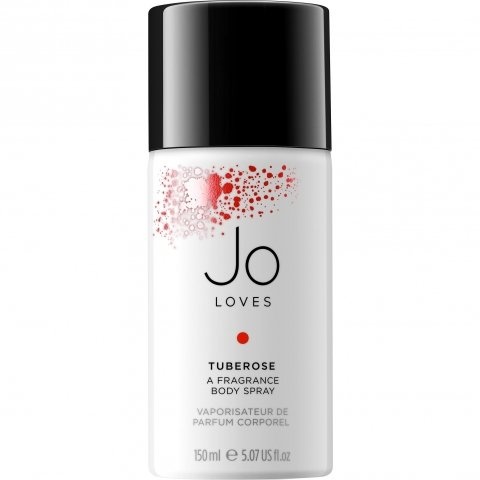 Jo
LOVES
TUBEROSE
A FRAGRANCE
BODY SPRAY
VAPORISATEUR DE
PARFUM CORPOREL
150 ml ℮ 5.07 US fl.oz